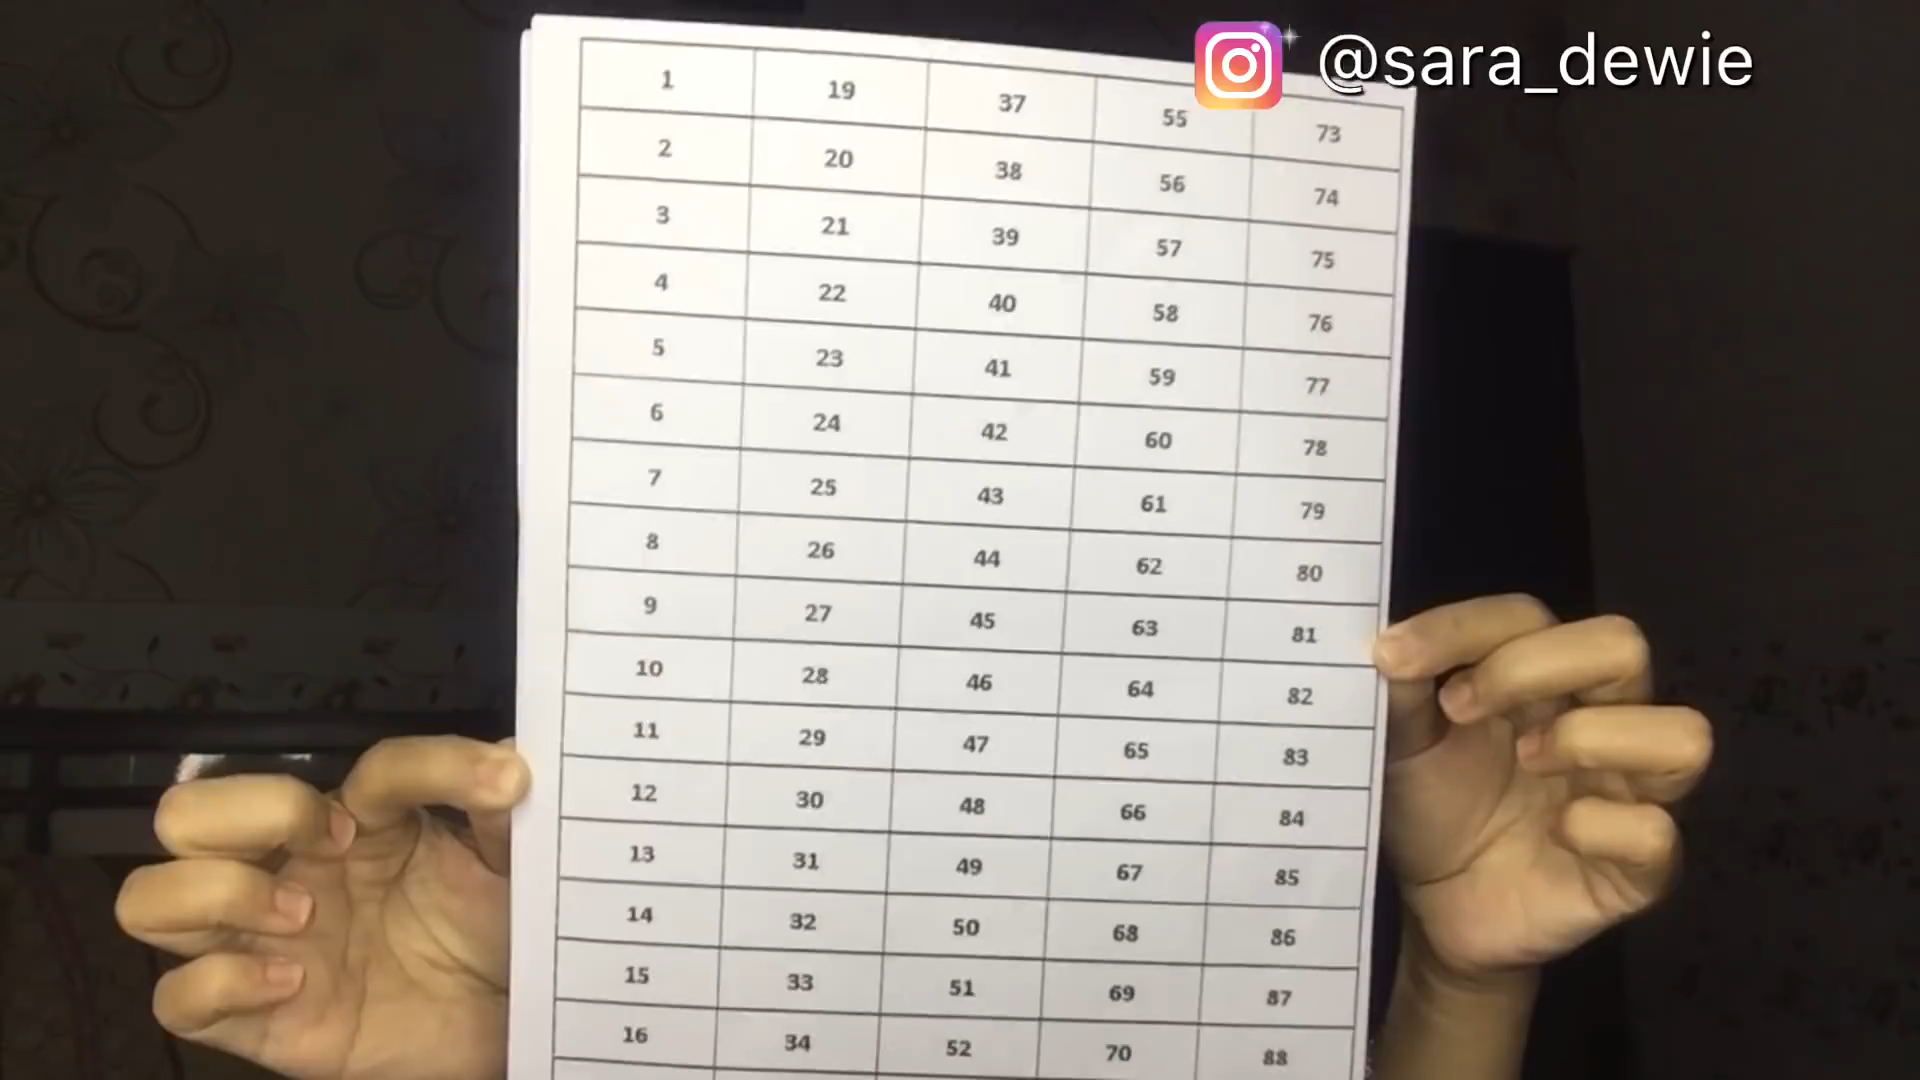 @sara_dewie
1 19 37 55 73
2 20 38 56 74
3 21 39 57 75
4 22 40 58 76
5 23 41 59 77
6 24 42 60 78
7 25 43 61 79
8 26 44 62 80
9 27 45 63 81
10 28 46 64 82
11 29 47 65 83
12 30 48 66 84
13 31 49 67 85
14 32 50 68 86
15 33 51 69 87
16 34 52 70 88